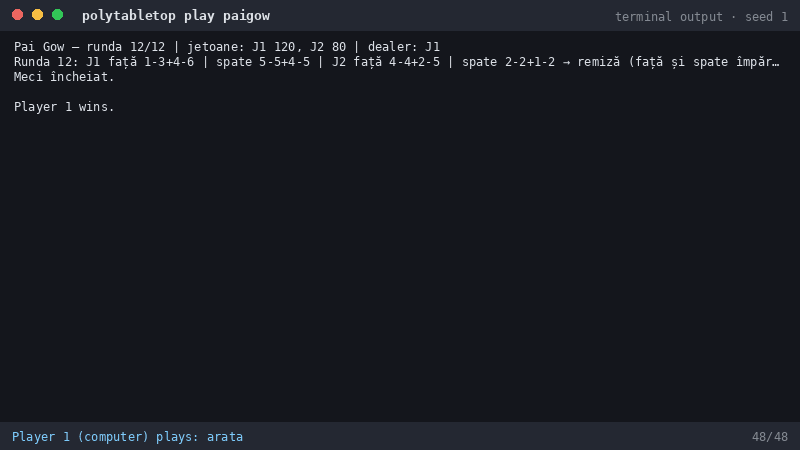 polytabletop play paigow
terminal output · seed 1
Pai Gow — runda 12/12 | jetoane: J1 120, J2 80 | dealer: J1
Runda 12: J1 față 1-3+4-6 | spate 5-5+4-5 | J2 față 4-4+2-5 | spate 2-2+1-2 → remiză (față și spate împăr…
Meci încheiat.
Player 1 wins.
Player 1 (computer) plays: arata
48/48